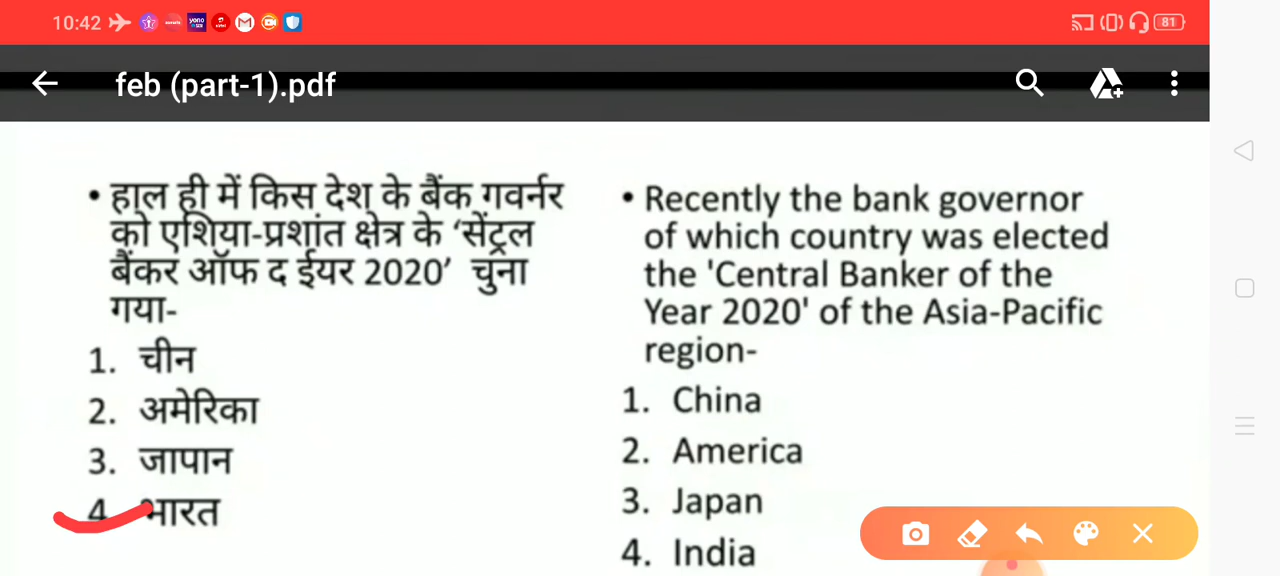 10:42
81
feb (part-1).pdf
• हाल ही में किस देश के बैंक गवर्नर
को एशिया-प्रशांत क्षेत्र के ‘सेंट्रल
बैंकर ऑफ द ईयर 2020’ चुना
गया-
1. चीन
2. अमेरिका
3. जापान
4. भारत
• Recently the bank governor
of which country was elected
the 'Central Banker of the
Year 2020' of the Asia-Pacific
region-
1. China
2. America
3. Japan
4. India